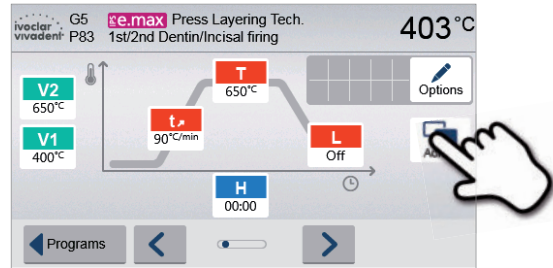 ivoclar vivadent G5 IPS e.max Press Layering Tech. 403°C
P83 1st/2nd Dentin/Incisal firing
V2
650°C
V1
400°C
t↗
90°C/min
T
650°C
L
Off
H
00:00
Options
Programs